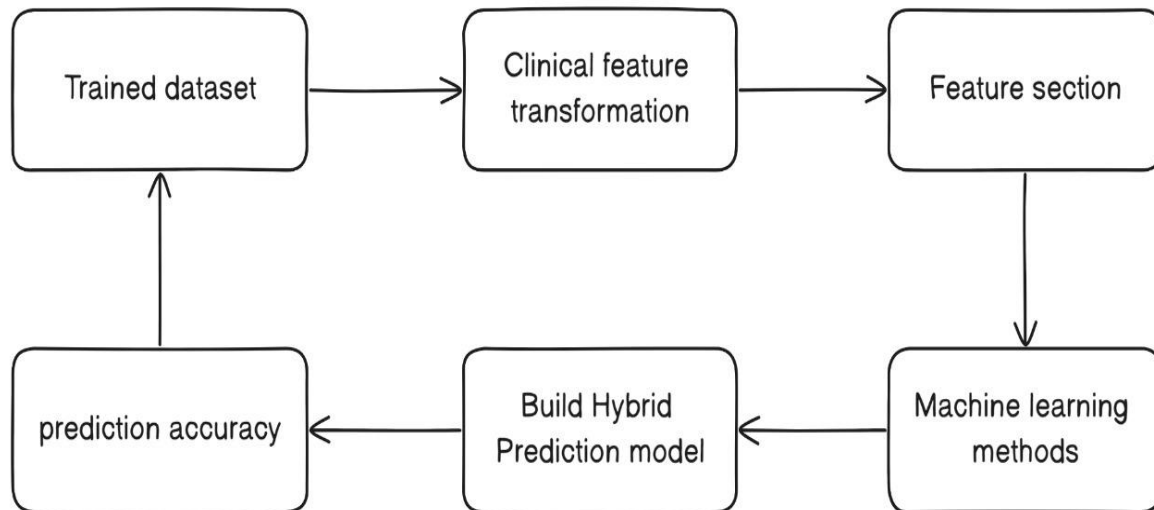 Trained dataset
Clinical feature
transformation
Feature section
prediction accuracy
Build Hybrid
Prediction model
Machine learning
methods